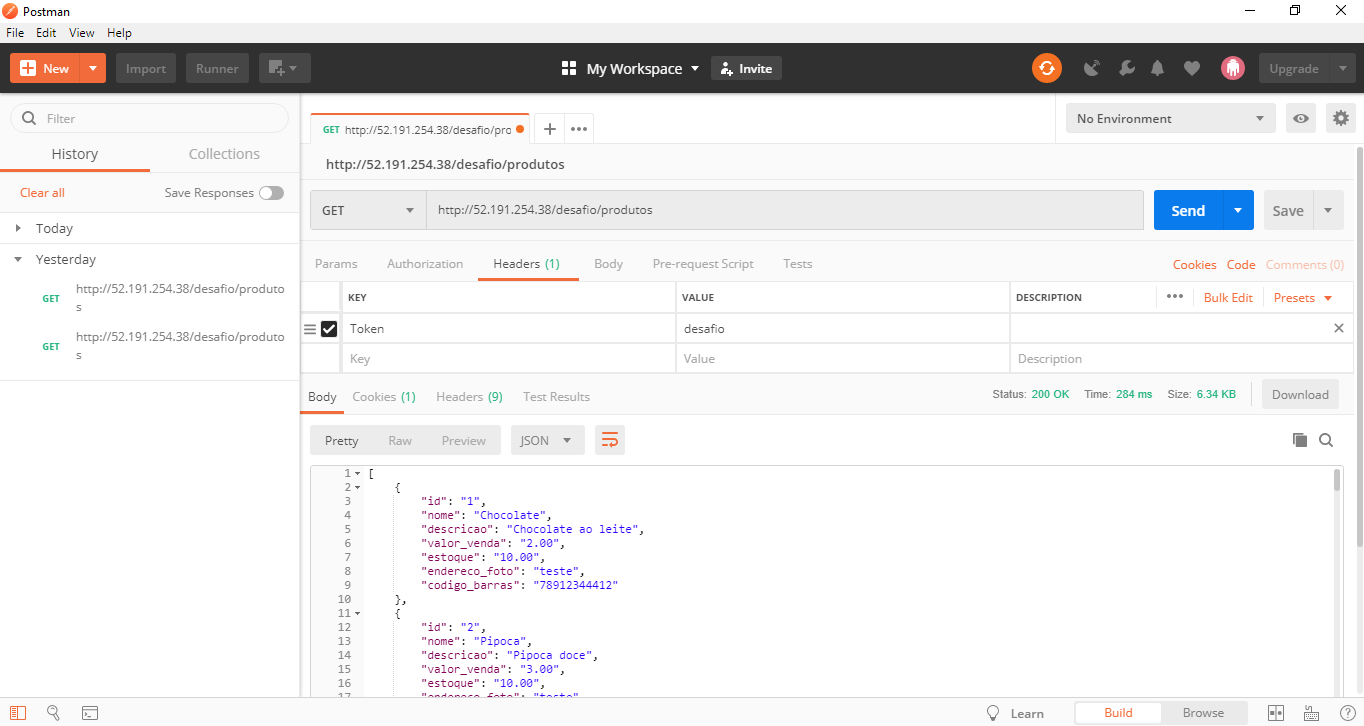 Postman
File Edit View Help
New Import Runner My Workspace Invite Upgrade
Filter
History Collections
Clear all Save Responses
Today
Yesterday
GET http://52.191.254.38/desafio/produto
s
GET http://52.191.254.38/desafio/produto
s
GET http://52.191.254.38/desafio/pro
No Environment
http://52.191.254.38/desafio/produtos
GET http://52.191.254.38/desafio/produtos Send Save
Params Authorization Headers (1) Body Pre-request Script Tests Cookies Code Comments (0)
KEY VALUE DESCRIPTION Bulk Edit Presets
Token desafio
Key Value Description
Body Cookies (1) Headers (9) Test Results Status: 200 OK Time: 284 ms Size: 6.34 KB Download
Pretty Raw Preview JSON
1 [
2 {
3 "id": "1",
4 "nome": "Chocolate",
5 "descricao": "Chocolate ao leite",
6 "valor_venda": "2.00",
7 "estoque": "10.00",
8 "endereco_foto": "teste",
9 "codigo_barras": "78912344412"
10 },
11 {
12 "id": "2",
13 "nome": "Pipoca",
14 "descricao": "Pipoca doce",
15 "valor_venda": "3.00",
16 "estoque": "10.00",
17 "endereco_foto": "teste",
Learn Build Browse